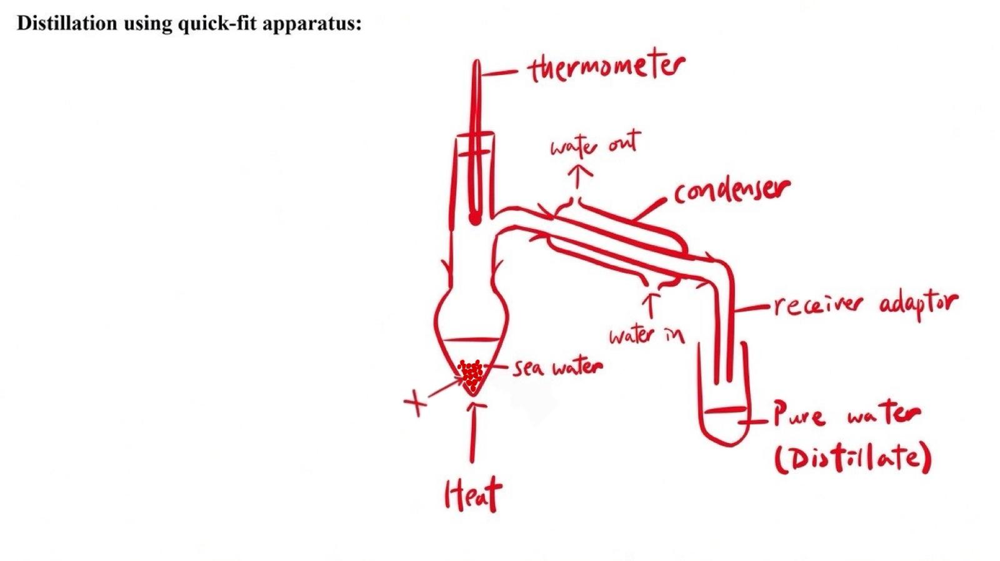 Distillation using quick-fit apparatus:
thermometer
water out
condenser
receiver adaptor
water in
sea water
X
Pure water
(Distillate)
Heat